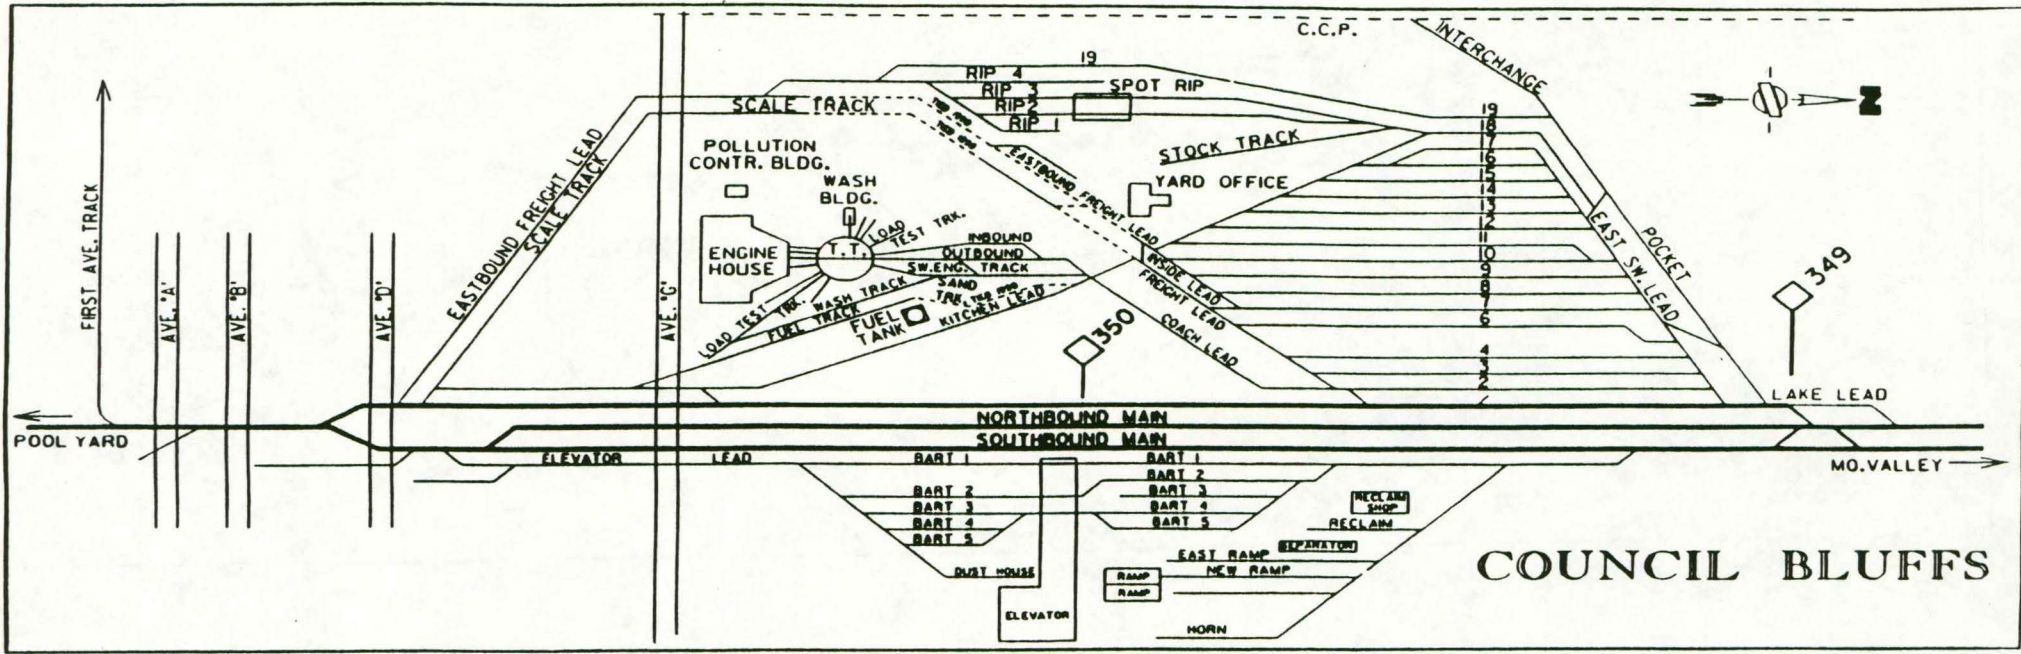 C.C.P.
INTERCHANGE
19
RIP 4
RIP 3
RIP 2
RIP 1
SPOT RIP
SCALE TRACK
TKD 1990
TKD 1990
N
FIRST AVE. TRACK
AVE. "A"
AVE. "B"
AVE. "D"
AVE. "G"
EASTBOUND FREIGHT LEAD
SCALE TRACK
POLLUTION
CONTR. BLDG.
WASH
BLDG.
ENGINE
HOUSE
T. T.
LOAD
TEST TRK.
INBOUND
OUTBOUND
SW. ENG. TRACK
SAND
TRK.
WASH TRACK
FUEL TRACK
LOAD TEST TRK.
FUEL
TANK
KITCHEN LEAD
EASTBOUND FREIGHT LEAD
STOCK TRACK
YARD OFFICE
INSIDE LEAD
FREIGHT LEAD
COACH LEAD
19
18
17
16
15
14
13
12
11
10
9
8
7
6
4
3
2
EAST SW. LEAD
POCKET
349
350
LAKE LEAD
POOL YARD
NORTHBOUND MAIN
SOUTHBOUND MAIN
MO.VALLEY
ELEVATOR LEAD
BART 1
BART 2
BART 3
BART 4
BART 5
BART 1
BART 2
BART 3
BART 4
BART 5
DUST HOUSE
ELEVATOR
RECLAIM
SHOP
RECLAIM
SEPARATOR
EAST RAMP
NEW RAMP
RAMP
RAMP
HORN
COUNCIL BLUFFS